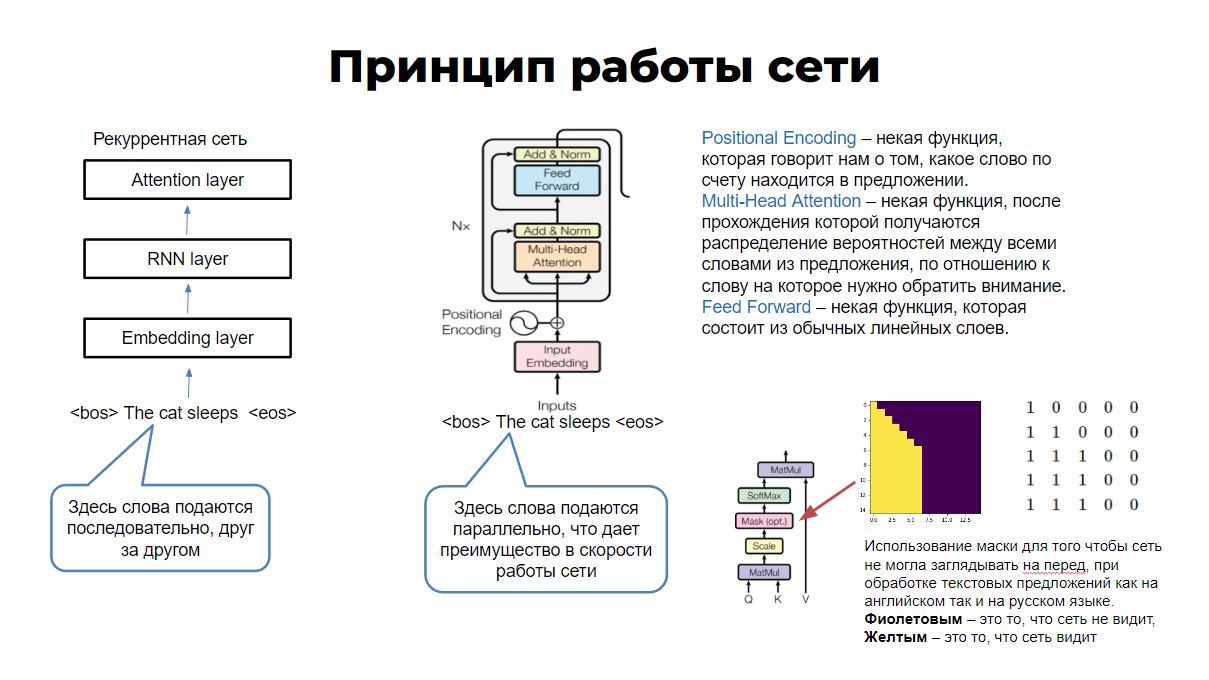 Принцип работы сети
Рекуррентная сеть
Attention layer
RNN layer
Embedding layer
<bos> The cat sleeps  <eos>
Здесь слова подаются
последовательно, друг
за другом
Add & Norm
Feed
Forward
N×
Add & Norm
Multi-Head
Attention
Positional
Encoding
Input
Embedding
Inputs
<bos> The cat sleeps <eos>
Здесь слова подаются
параллельно, что дает
преимущество в скорости
работы сети
Positional Encoding – некая функция,
которая говорит нам о том, какое слово по
счету находится в предложении.
Multi-Head Attention – некая функция, после
прохождения которой получаются
распределение вероятностей между всеми
словами из предложения, по отношению к
слову на которое нужно обратить внимание.
Feed Forward – некая функция, которая
состоит из обычных линейных слоев.
MatMul
SoftMax
Mask (opt.)
Scale
MatMul
Q K V
0
2
4
6
8
10
12
14
0.0 2.5 5.0 7.5 10.0 12.5
1 0 0 0 0
1 1 0 0 0
1 1 1 0 0
1 1 1 0 0
1 1 1 0 0
Использование маски для того чтобы сеть
не могла заглядывать на перед, при
обработке текстовых предложений как на
английском так и на русском языке.
Фиолетовым – это то, что сеть не видит,
Желтым – это то, что сеть видит